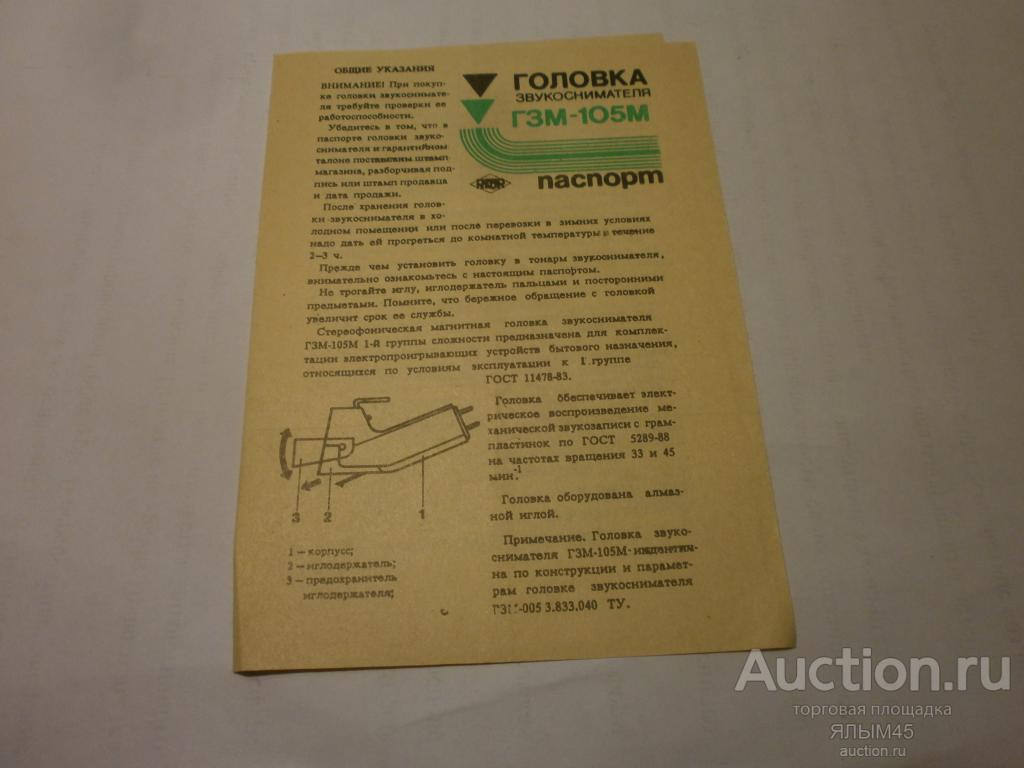 ОБЩИЕ УКАЗАНИЯ
ВНИМАНИЕ! При покуп-
ке головки звукоснимате-
ля требуйте проверки ее
работоспособности.
Убедитесь в том, что в
паспорте головки звуко-
снимателя и гарантийном
талоне поставлены штамп
магазина, разборчивая под-
пись или штамп продавца
и дата продажи.
После хранения голов-
ки звукоснимателя в хо-
лодном помещении или после перевозки в зимних условиях
надо дать ей прогреться до комнатной температуры в течение
2–3 ч.
ГОЛОВКА
ЗВУКОСНИМАТЕЛЯ
ГЗМ-105М
паспорт
Прежде чем установить головку в тонарм звукоснимателя,
внимательно ознакомьтесь с настоящим паспортом.
Не трогайте иглу, иглодержатель пальцами и посторонними
предметами. Помните, что бережное обращение с головкой
увеличит срок ее службы.
Стереофоническая магнитная головка звукоснимателя
ГЗМ-105М 1-й группы сложности предназначена для комплек-
тации электропроигрывающих устройств бытового назначения,
относящихся по условиям эксплуатации к I группе
ГОСТ 11478-83.
Головка обеспечивает элект-
рическое воспроизведение ме-
ханической звукозаписи с грам-
пластинок по ГОСТ 5289-88
на частотах вращения 33 и 45
мин.-1
Головка оборудована алмаз-
ной иглой.
Примечание. Головка звуко-
снимателя ГЗМ-105М
на по конструкции и парамет-
рам головке звукоснимателя
ГЗМ-005 3.833.040 ТУ.
3 2 1
1 – корпус;
2 – иглодержатель;
3 – предохранитель
иглодержателя;
Auction.ru
торговая площадка
ЯЛЫМ45
auction.ru